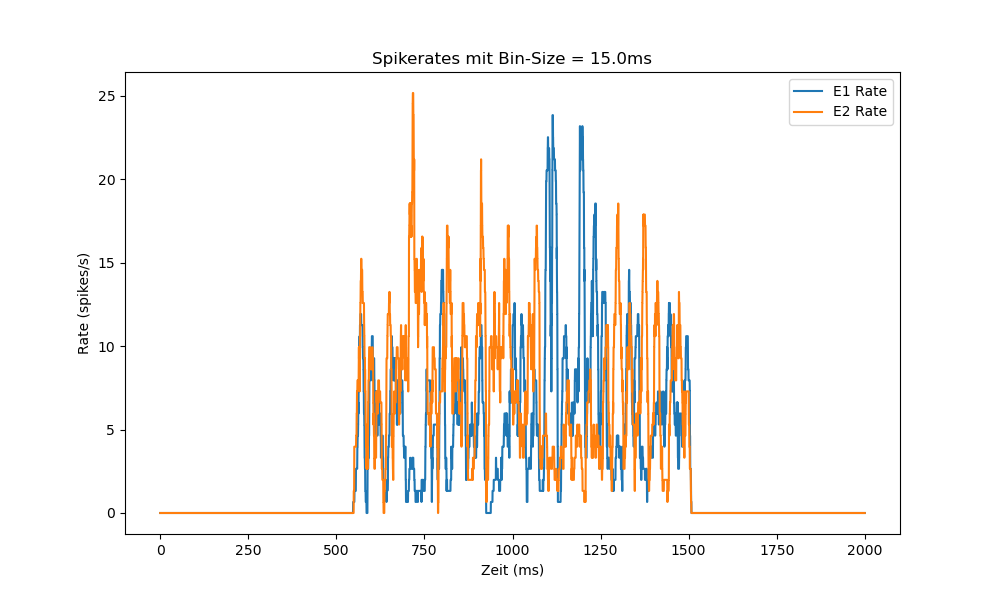 Spikerates mit Bin-Size = 15.0ms
E1 Rate
E2 Rate
Rate (spikes/s)
25
20
15
10
5
0
0 250 500 750 1000 1250 1500 1750 2000
Zeit (ms)